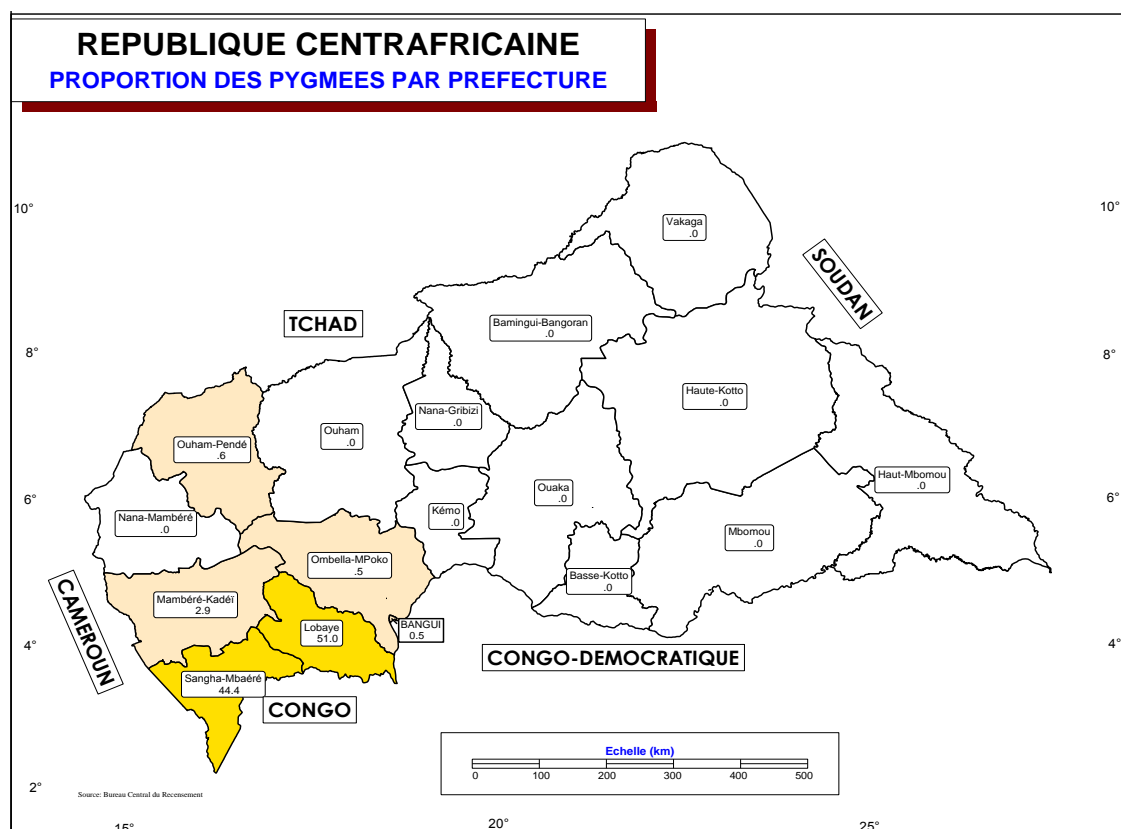 REPUBLIQUE CENTRAFRICAINE
PROPORTION DES PYGMEES PAR PREFECTURE
10°
10°
Vakaga
.0
SOUDAN
TCHAD
Bamingui-Bangoran
.0
8°
8°
Haute-Kotto
.0
Nana-Gribizi
.0
Ouham
.0
Ouham-Pendé
.6
Haut-Mbomou
.0
6°
6°
Ouaka
.0
Kémo
.0
Nana-Mambéré
.0
Mbomou
.0
Ombella-MPoko
.5
Basse-Kotto
.0
Mambéré-Kadéï
2.9
CAMEROUN
Lobaye
51.0
BANGUI
0.5
4°
4°
CONGO-DEMOCRATIQUE
Sangha-Mbaéré
44.4
CONGO
Echelle (km)
0 100 200 300 400 500
2°
Source: Bureau Central du Recensement
15° 20° 25°